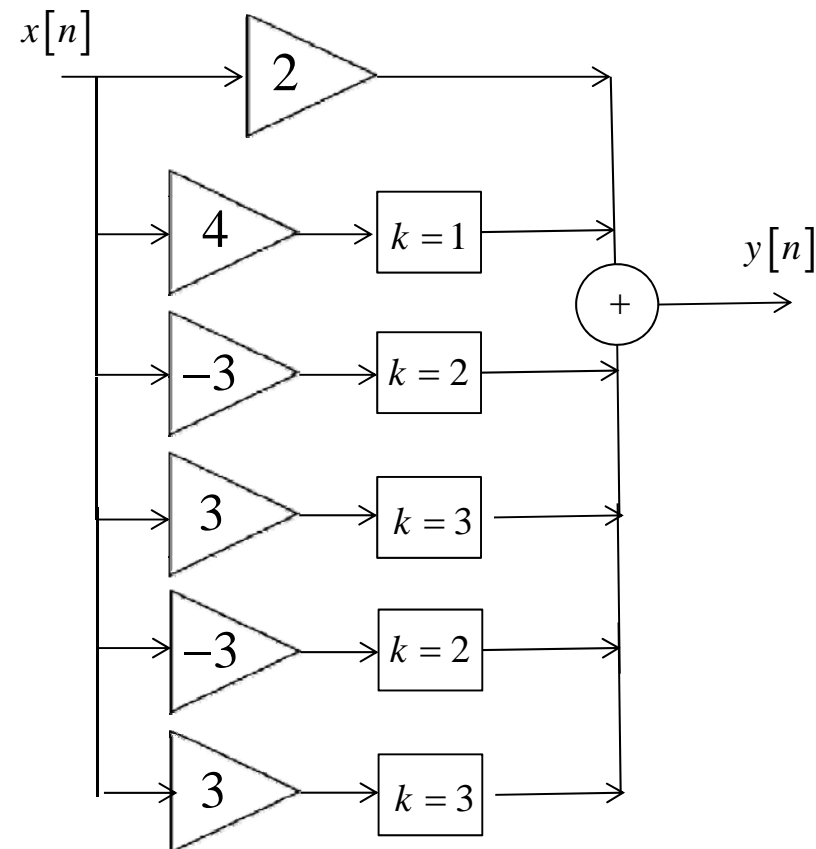 x[n]
2
4
k = 1
y[n]
+
−3
k = 2
3
k = 3
−3
k = 2
3
k = 3